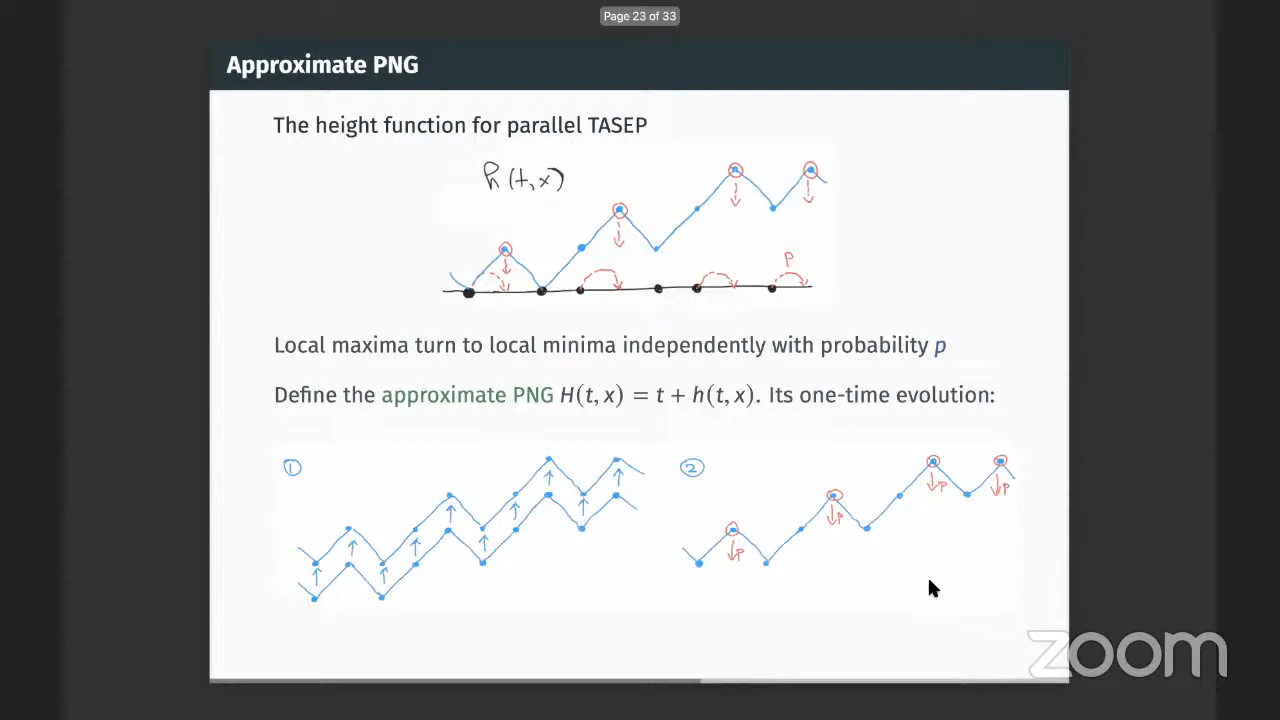 Page 23 of 33
Approximate PNG
The height function for parallel TASEP
h(t,x)
p
Local maxima turn to local minima independently with probability p
Define the approximate PNG H(t, x) = t + h(t, x). Its one-time evolution:
① ②
p p p p
zoom